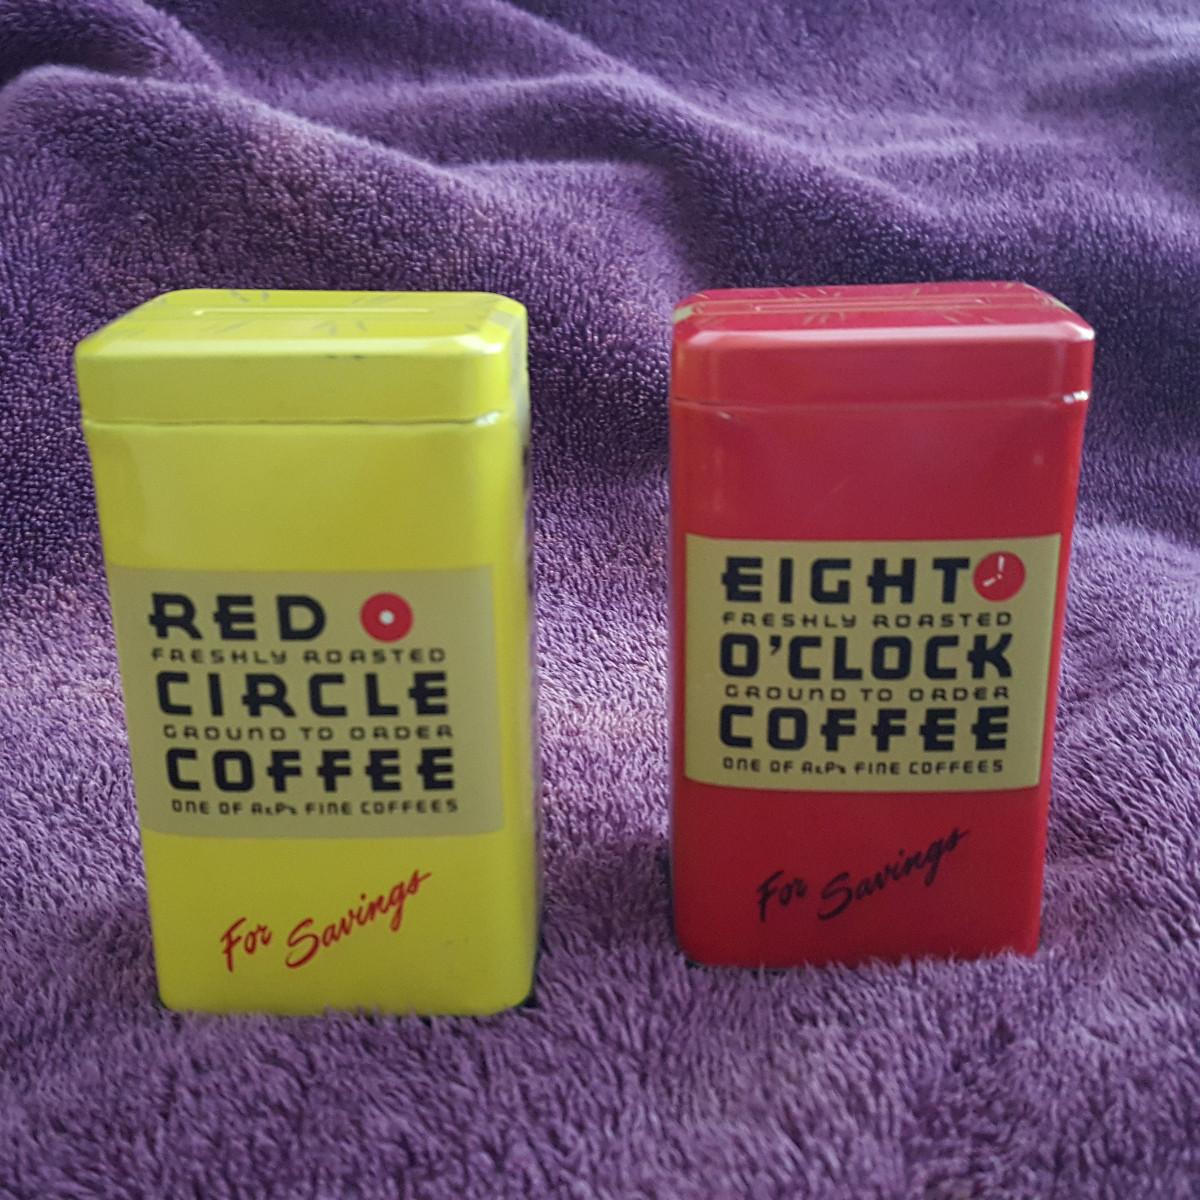 RED
FRESHLY ROASTED
CIRCLE
GROUND TO ORDER
COFFEE
ONE OF A&P's FINE COFFEES
For Savings
EIGHT
FRESHLY ROASTED
O'CLOCK
GROUND TO ORDER
COFFEE
ONE OF A&P's FINE COFFEES
For Savings